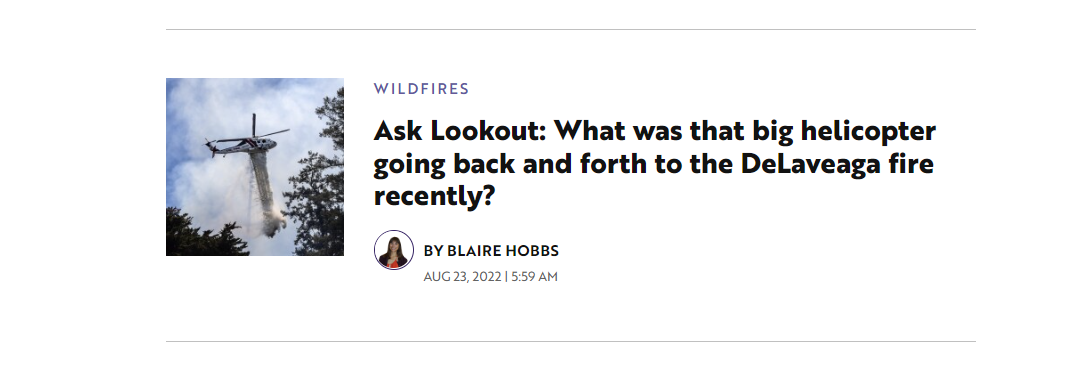 WILDFIRES
Ask Lookout: What was that big helicopter
going back and forth to the DeLaveaga fire
recently?
BY BLAIRE HOBBS
AUG 23, 2022 | 5:59 AM